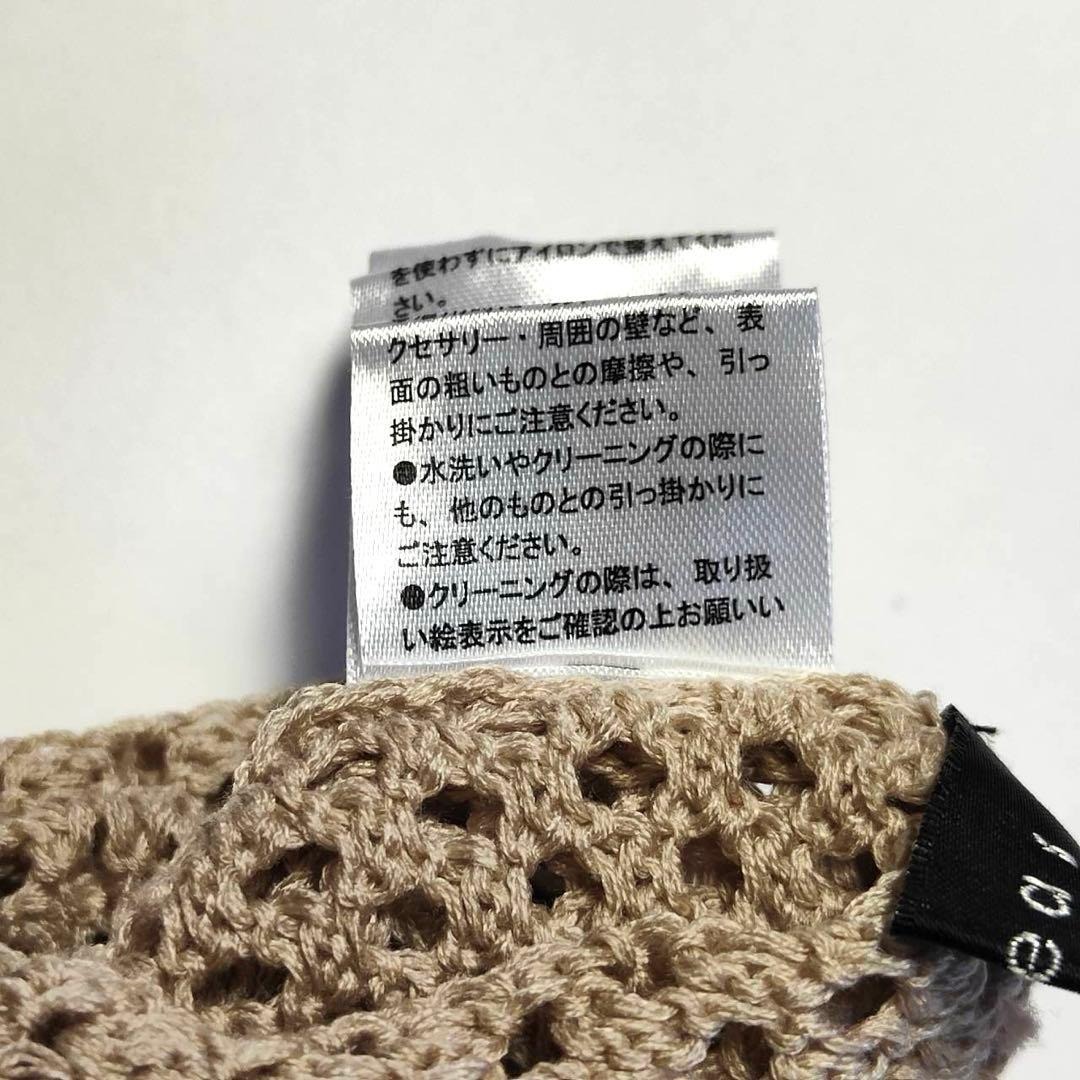 を使わずにアイロンで整えてくだ
さい。
クセサリー・周囲の壁など、表
面の粗いものとの摩擦や、引っ
掛かりにご注意ください。
●水洗いやクリーニングの際に
も、他のものとの引っ掛かりに
ご注意ください。
●クリーニングの際は、取り扱
い絵表示をご確認の上お願いい
ear